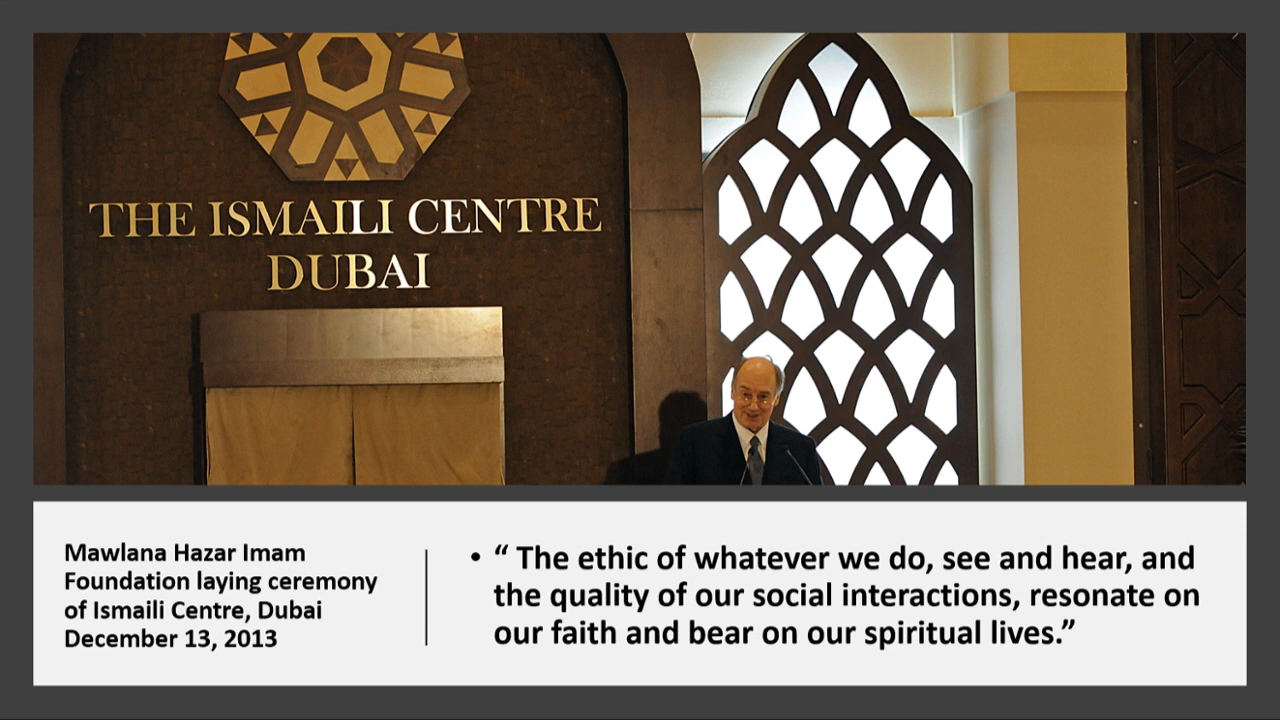 THE ISMAILI CENTRE
DUBAI
Mawlana Hazar Imam
Foundation laying ceremony
of Ismaili Centre, Dubai
December 13, 2013
• “ The ethic of whatever we do, see and hear, and
the quality of our social interactions, resonate on
our faith and bear on our spiritual lives.”